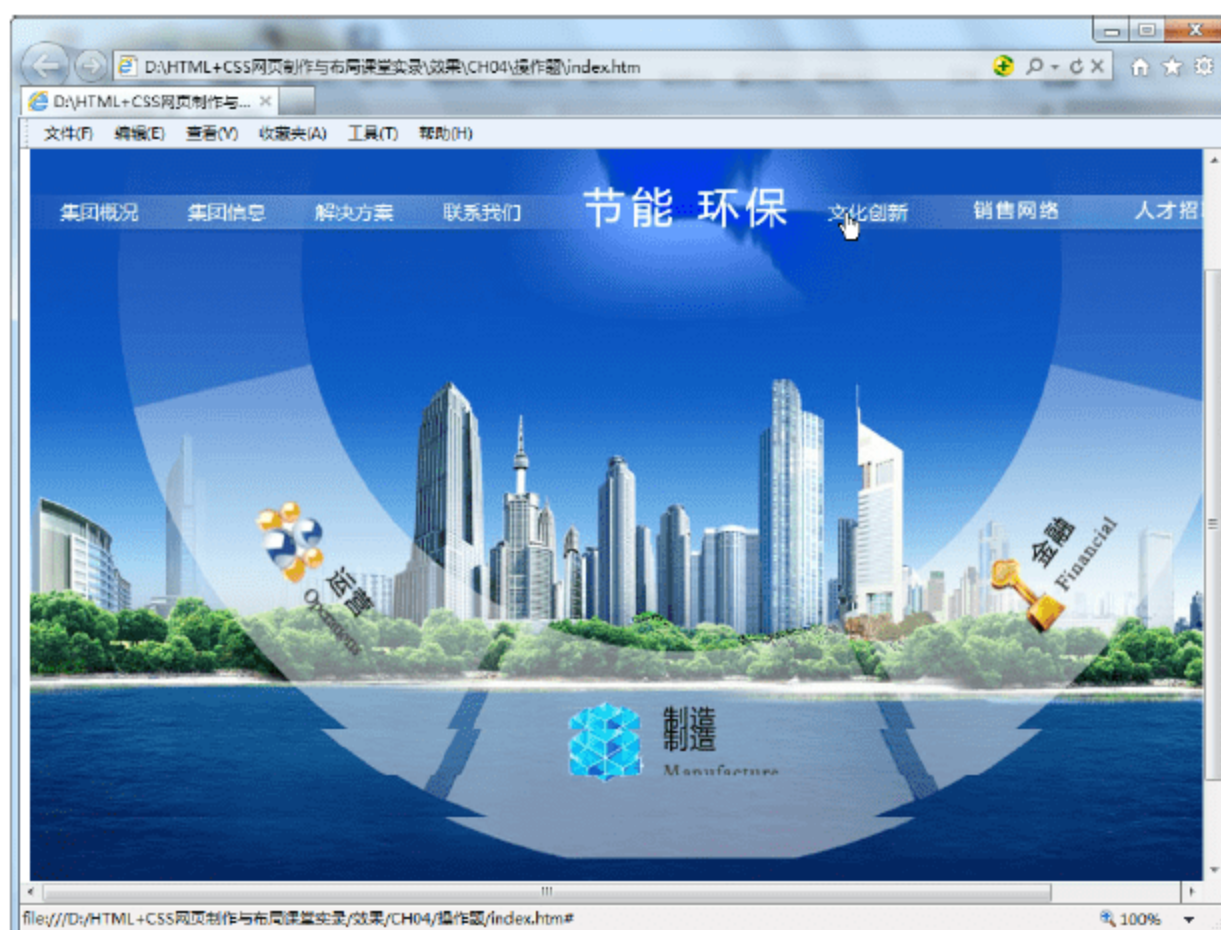 D:\HTML+CSS网页制作与布局课堂实录\效果\CH04\操作题\index.htm
D:\HTML+CSS网页制作与...
文件(F) 编辑(E) 查看(V) 收藏夹(A) 工具(T) 帮助(H)
集团概况 集团信息 解决方案 联系我们 节能 环保 文化创新 销售网络 人才招
运营
Operations
金融
Financial
制造
Manufacture
file:///D:/HTML+CSS网页制作与布局课堂实录/效果/CH04/操作题/index.htm#
100%